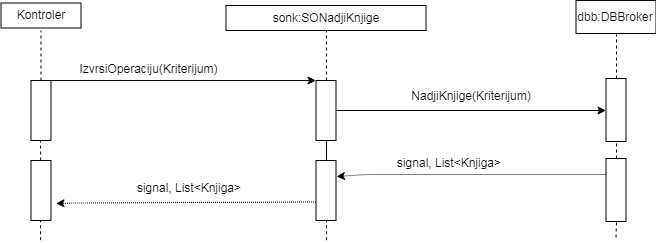 Kontroler
sonk:SONadjiKnjige
dbb:DBBroker
IzvrsiOperaciju(Kriterijum)
NadjiKnjige(Kriterijum)
signal, List<Knjiga>
signal, List<Knjiga>